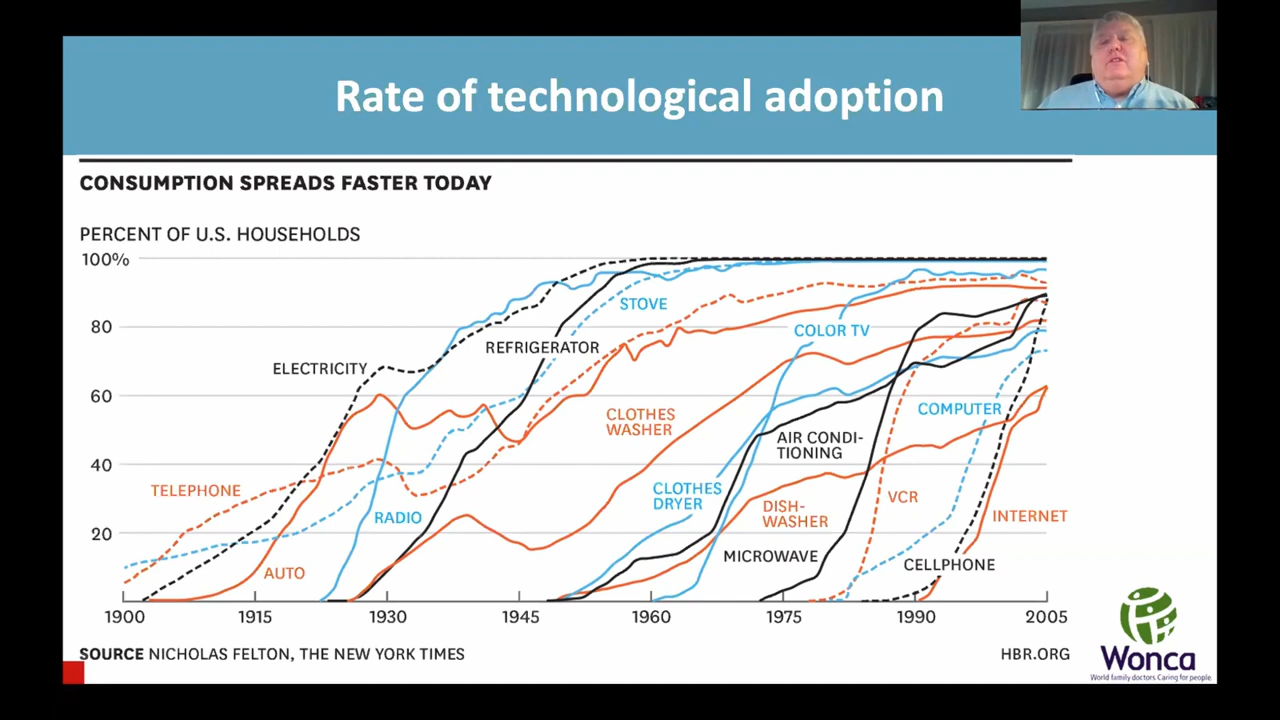 Rate of technological adoption
CONSUMPTION SPREADS FASTER TODAY
PERCENT OF U.S. HOUSEHOLDS
100%
80
60
40
20
STOVE
COLOR TV
REFRIGERATOR
ELECTRICITY
CLOTHES
WASHER
COMPUTER
AIR CONDI-
TIONING
TELEPHONE
CLOTHES
DRYER
VCR
DISH-
WASHER
RADIO
INTERNET
MICROWAVE
CELLPHONE
AUTO
1900
1915
1930
1945
1960
1975
1990
2005
SOURCE NICHOLAS FELTON, THE NEW YORK TIMES
HBR.ORG
Wonca
World family doctors Caring for people.